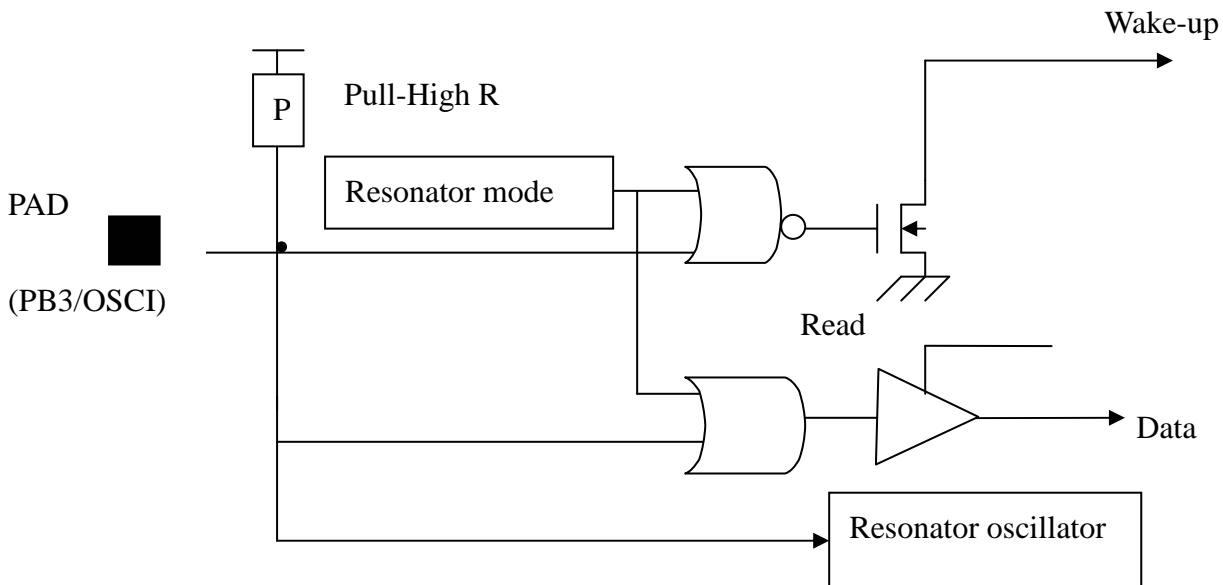 Wake-up
P
Pull-High R
Resonator mode
PAD
(PB3/OSCI)
Read
Data
Resonator oscillator